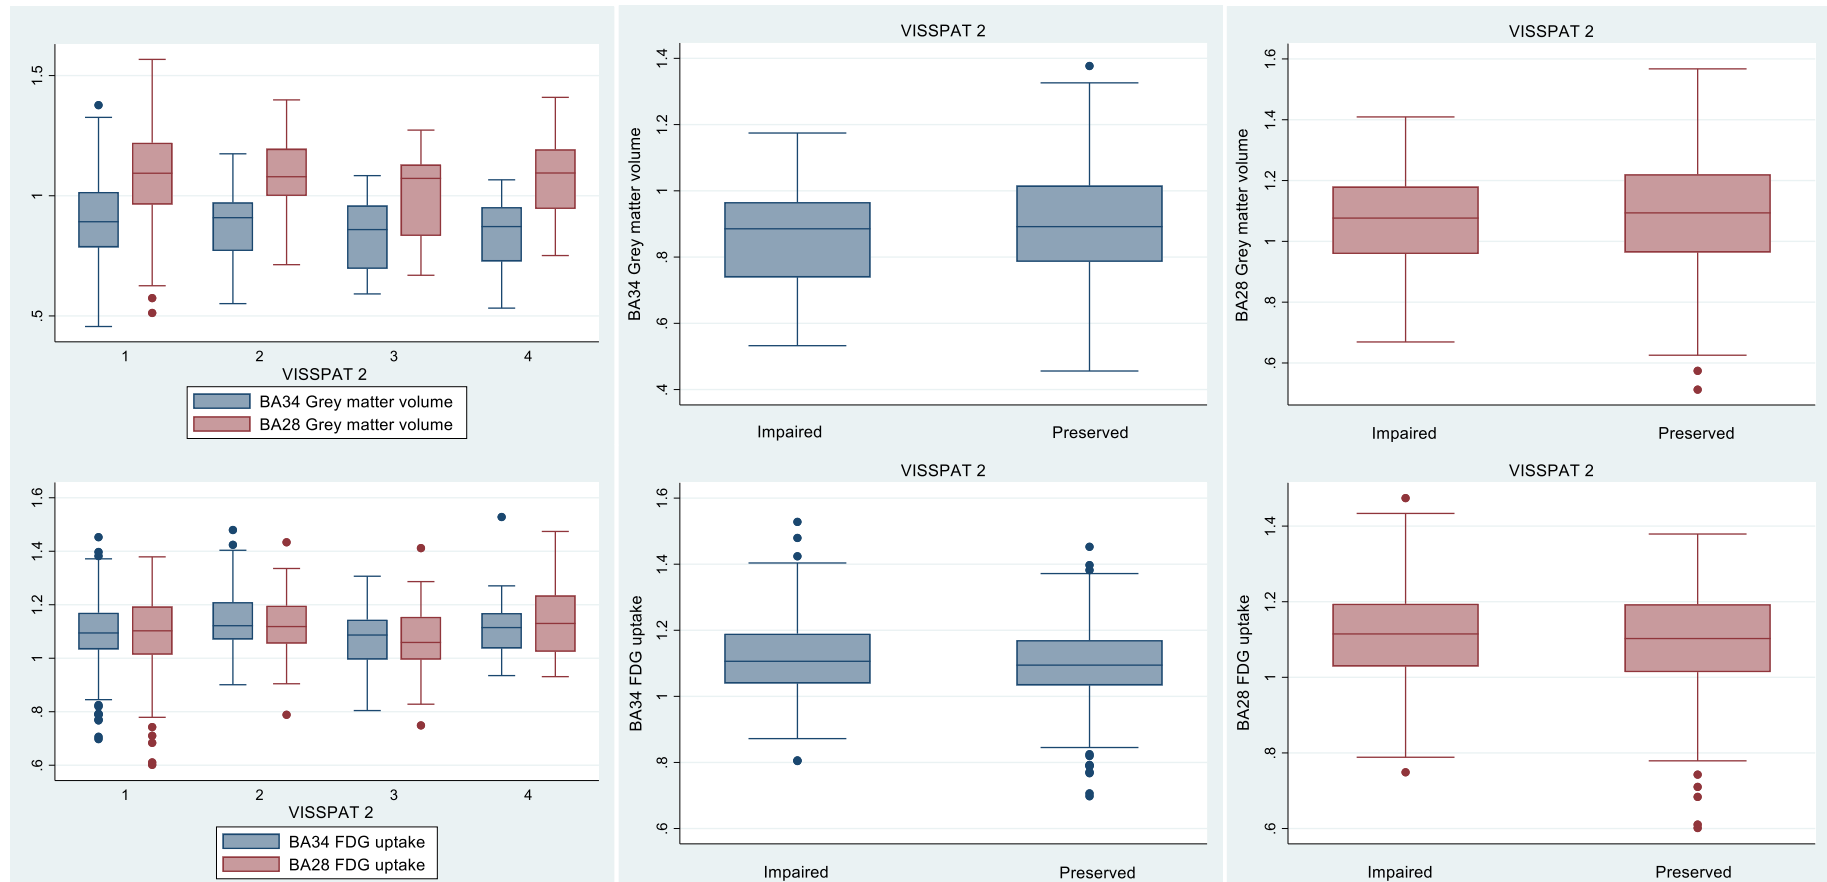 1.5
1
.5
1 2 3 4
VISSPAT 2
BA34 Grey matter volume
BA28 Grey matter volume
VISSPAT 2
BA34 Grey matter volume
1.4
1.2
1
.8
.6
.4
Impaired Preserved
VISSPAT 2
BA28 Grey matter volume
1.6
1.4
1.2
1
.8
.6
Impaired Preserved
1.6
1.4
1.2
1
.8
.6
1 2 3 4
VISSPAT 2
BA34 FDG uptake
BA28 FDG uptake
VISSPAT 2
BA34 FDG uptake
1.6
1.4
1.2
1
.8
.6
Impaired Preserved
VISSPAT 2
BA28 FDG uptake
1.4
1.2
1
.8
.6
Impaired Preserved